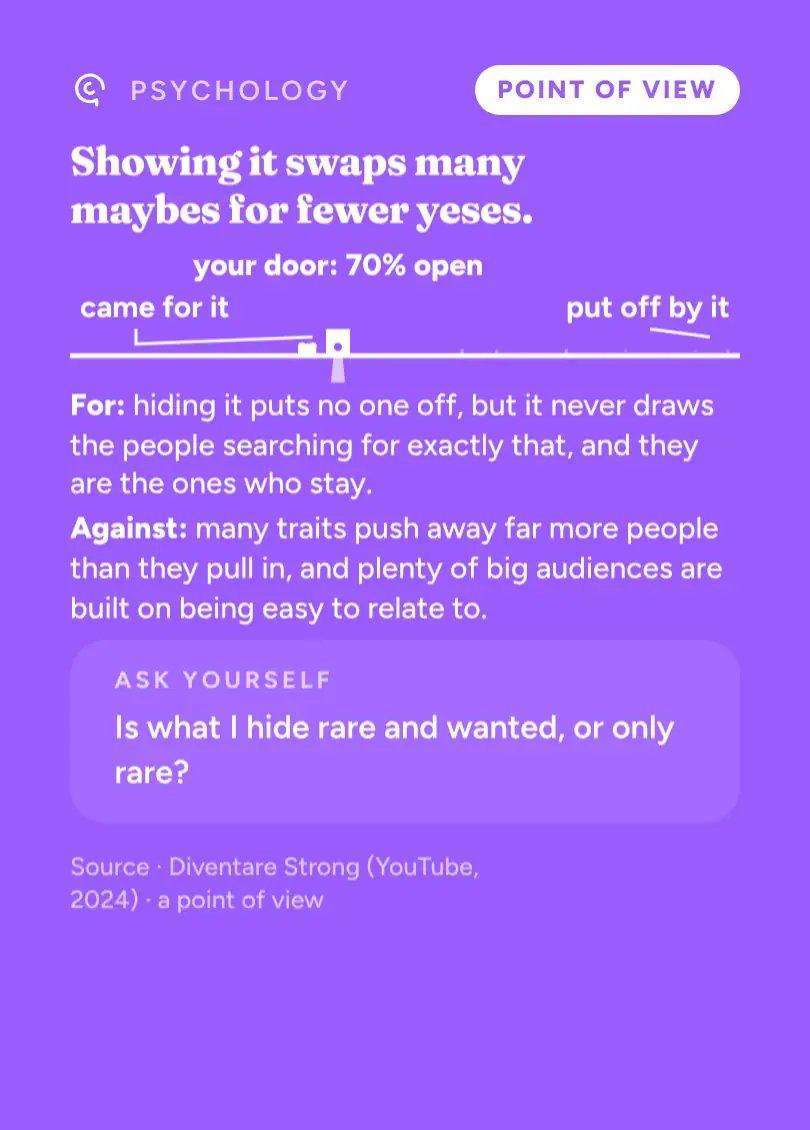 PSYCHOLOGY
POINT OF VIEW
Showing it swaps many
maybes for fewer yeses.
your door: 70% open
came for it
put off by it
For: hiding it puts no one off, but it never draws
the people searching for exactly that, and they
are the ones who stay.
Against: many traits push away far more people
than they pull in, and plenty of big audiences are
built on being easy to relate to.
ASK YOURSELF
Is what I hide rare and wanted, or only
rare?
Source · Diventare Strong (YouTube,
2024) · a point of view